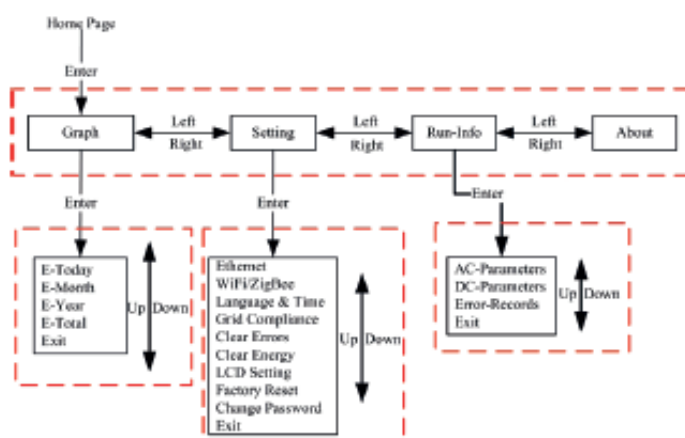 Home Page
Enter
Graph
Left
Right
Setting
Left
Right
Run-Info
Left
Right
About
Enter
Enter
Enter
E-Today
E-Month
E-Year
E-Total
Exit
Up Down
Ethernet
WiFi/ZigBee
Language & Time
Grid Compliance
Clear Errors
Clear Energy
LCD Setting
Factory Reset
Change Password
Exit
Up Down
AC-Parameters
DC-Parameters
Error-Records
Exit
Up Down